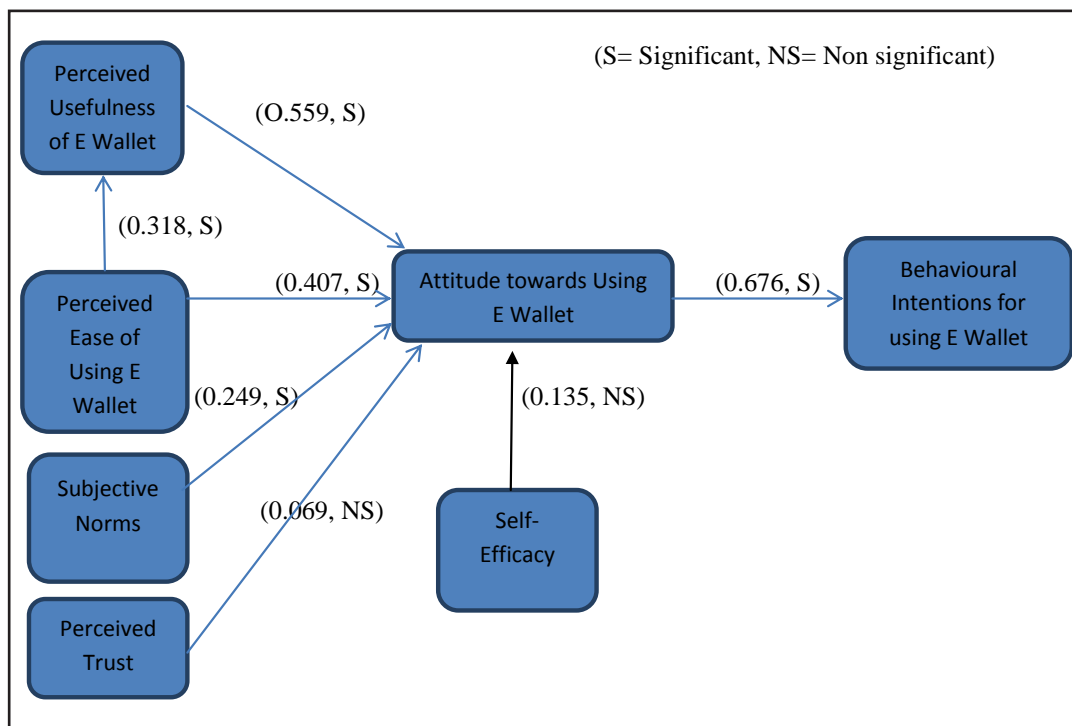 (S= Significant, NS= Non significant)
Perceived
Usefulness
of E Wallet
(O.559, S)
(0.318, S)
Perceived
Ease of
Using E
Wallet
(0.407, S)
Attitude towards Using
E Wallet
(0.676, S)
Behavioural
Intentions for
using E Wallet
(0.249, S)
(0.135, NS)
Subjective
Norms
(0.069, NS)
Self-
Efficacy
Perceived
Trust